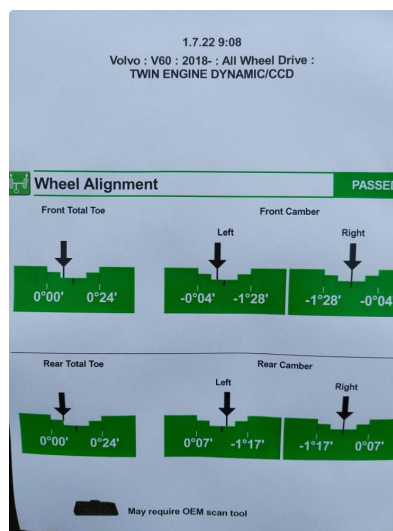 1.7.22 9:08
Volvo : V60 : 2018- : All Wheel Drive :
TWIN ENGINE DYNAMIC/CCD
Wheel Alignment PASSE
Front Total Toe Front Camber
Left Right
0°00' 0°24' -0°04' -1°28' -1°28' -0°04
Rear Total Toe Rear Camber
Left Right
0°00' 0°24' 0°07' -1°17' -1°17' 0°07'
May require OEM scan tool